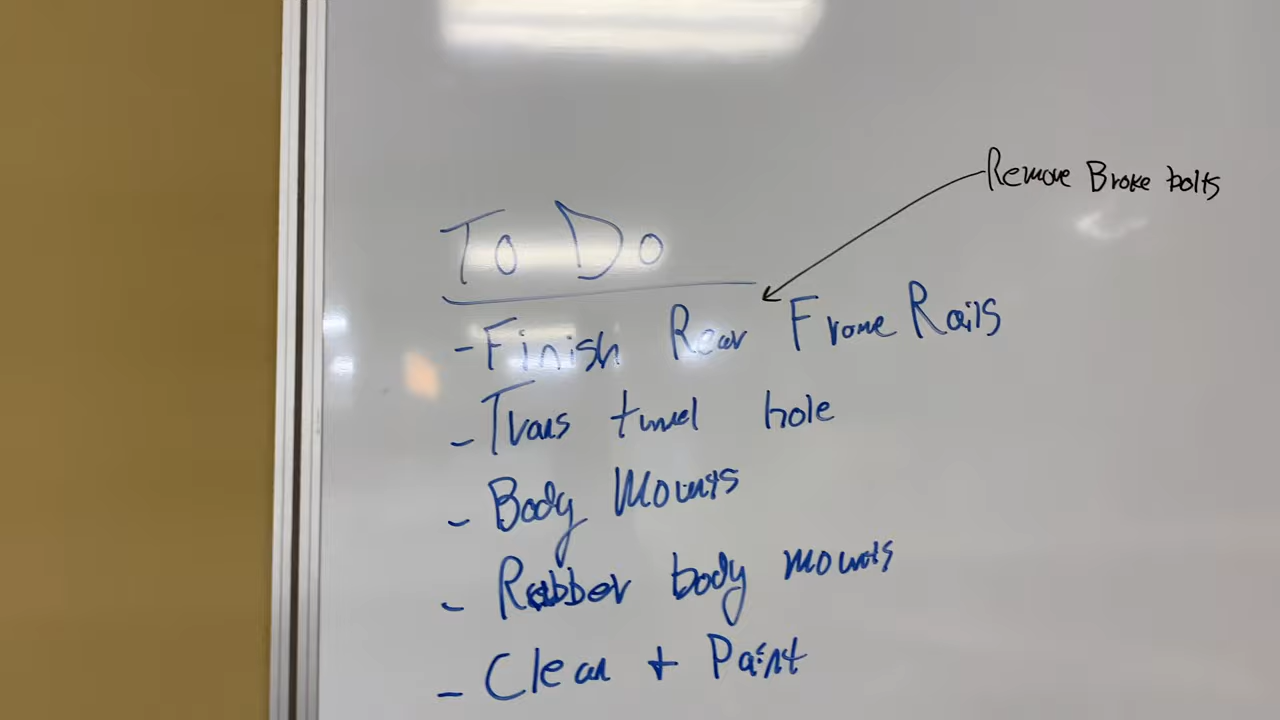 Remove Broke bolts
To Do
- Finish Rear Frame Rails
- Trans tunnel hole
- Body Mounts
- Rubber body mounts
- Clean + Paint